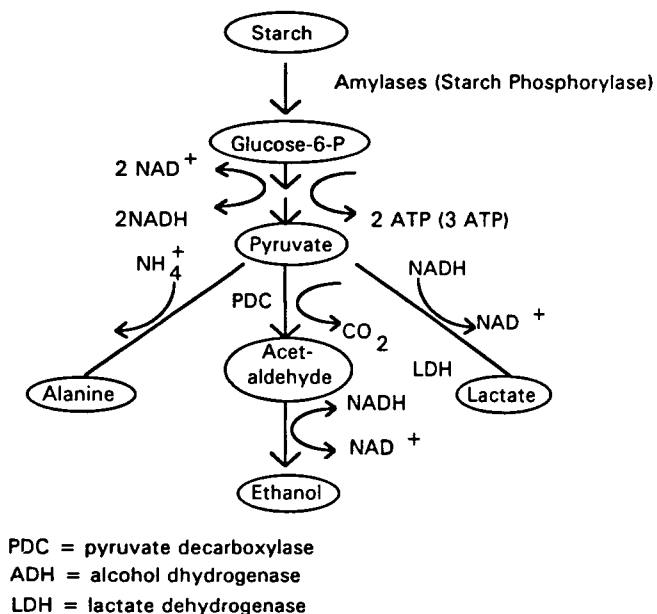 Starch
Amylases (Starch Phosphorylase)
Glucose-6-P
2 NAD +
2NADH
2 ATP (3 ATP)
Pyruvate
NH4+
NADH
PDC
CO2
NAD +
Acet-
aldehyde
LDH
Alanine
Lactate
NADH
NAD +
Ethanol
PDC = pyruvate decarboxylase
ADH = alcohol dhydrogenase
LDH = lactate dehydrogenase